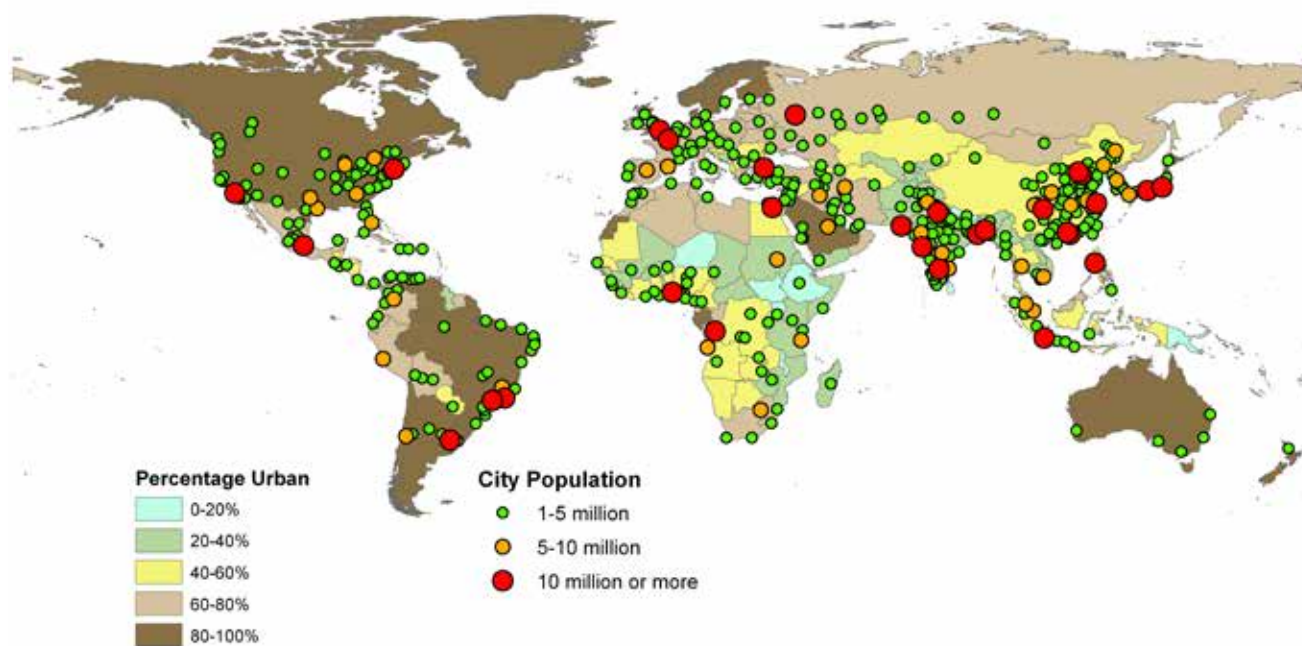 Percentage Urban
0-20%
20-40%
40-60%
60-80%
80-100%
City Population
1-5 million
5-10 million
10 million or more